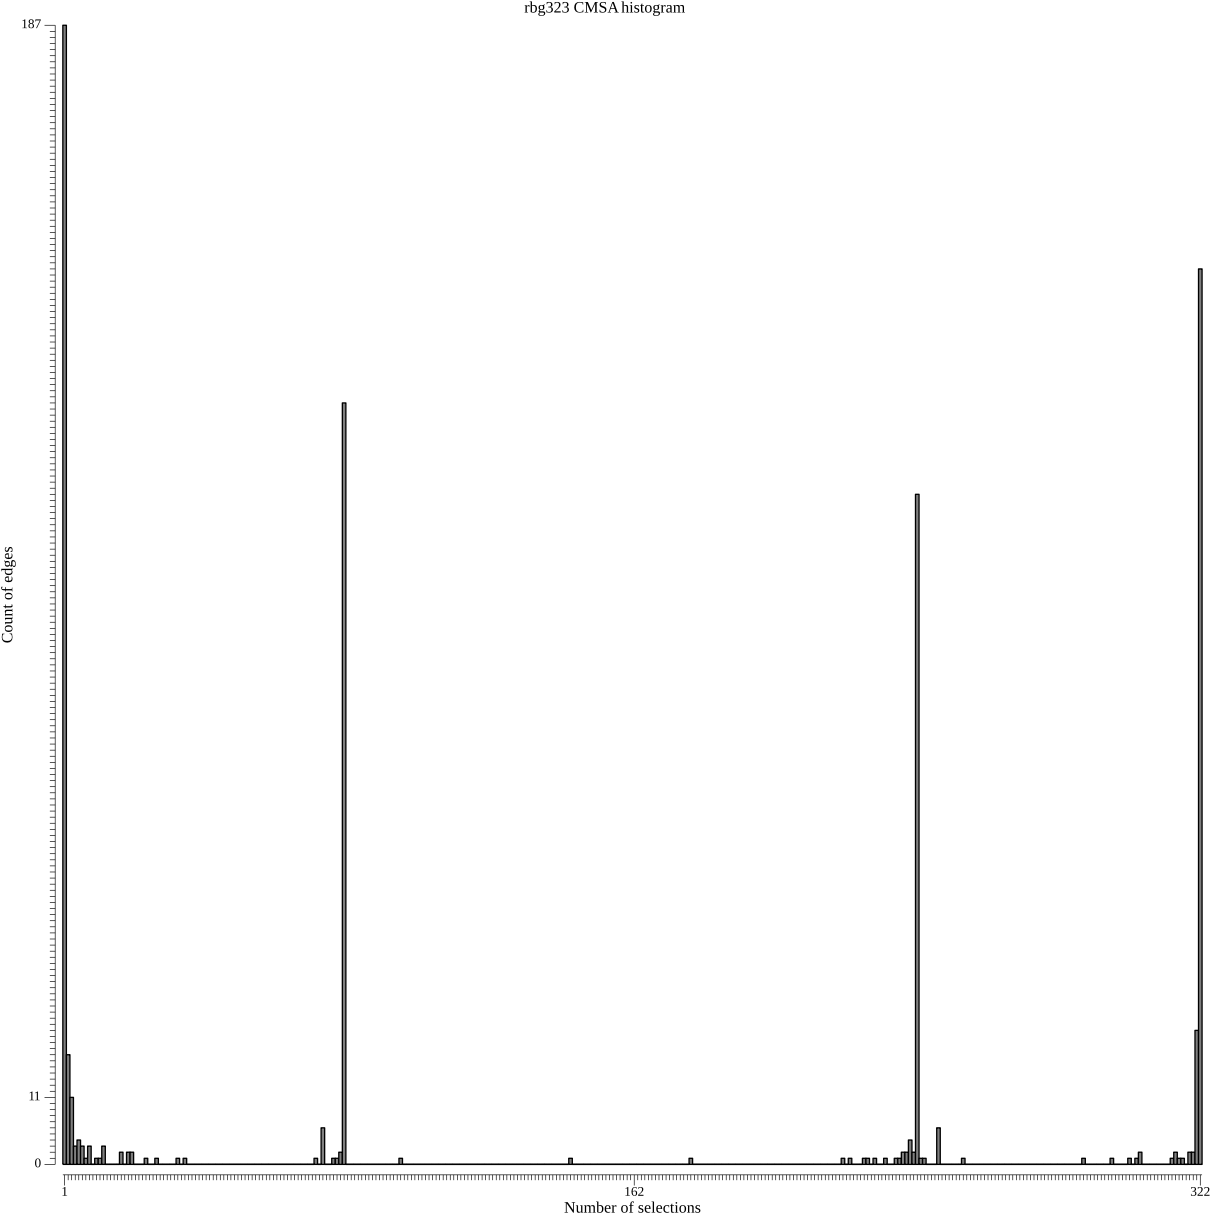 rbg323 CMSA histogram
187
Count of edges
11
0
1
162
322
Number of selections